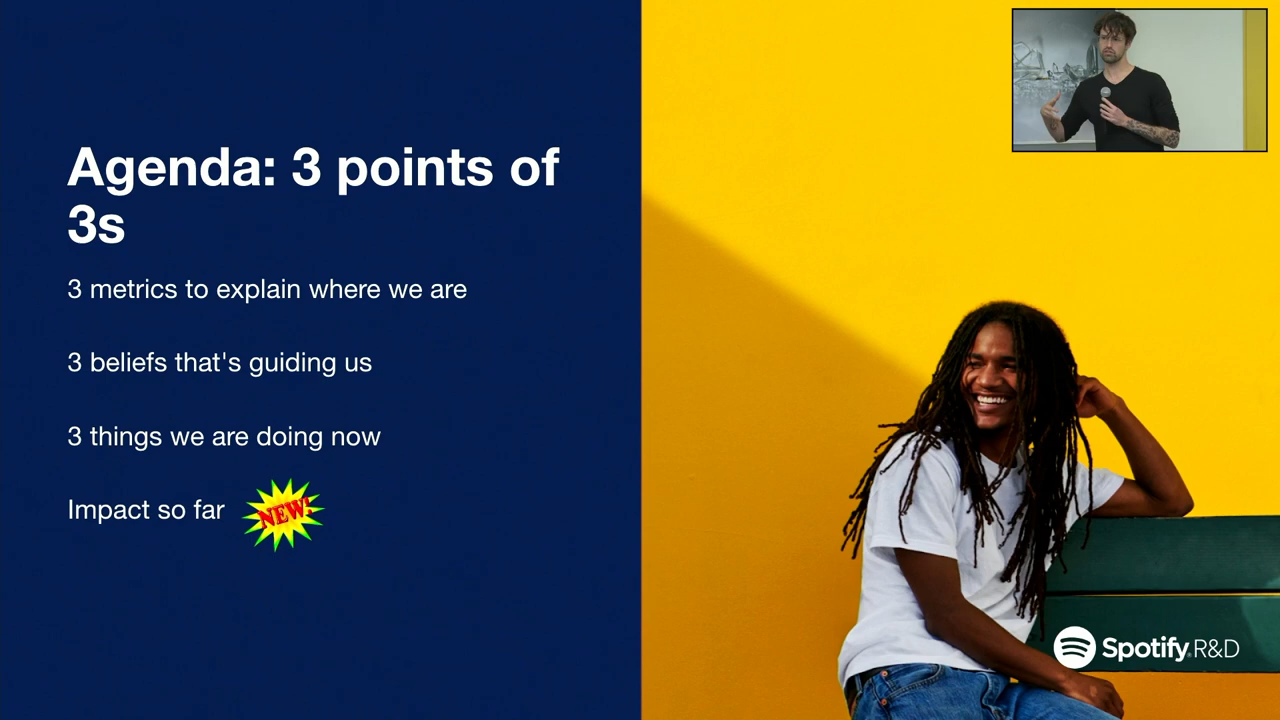 Agenda: 3 points of
3s
3 metrics to explain where we are
3 beliefs that's guiding us
3 things we are doing now
Impact so far NEW!
Spotify R&D